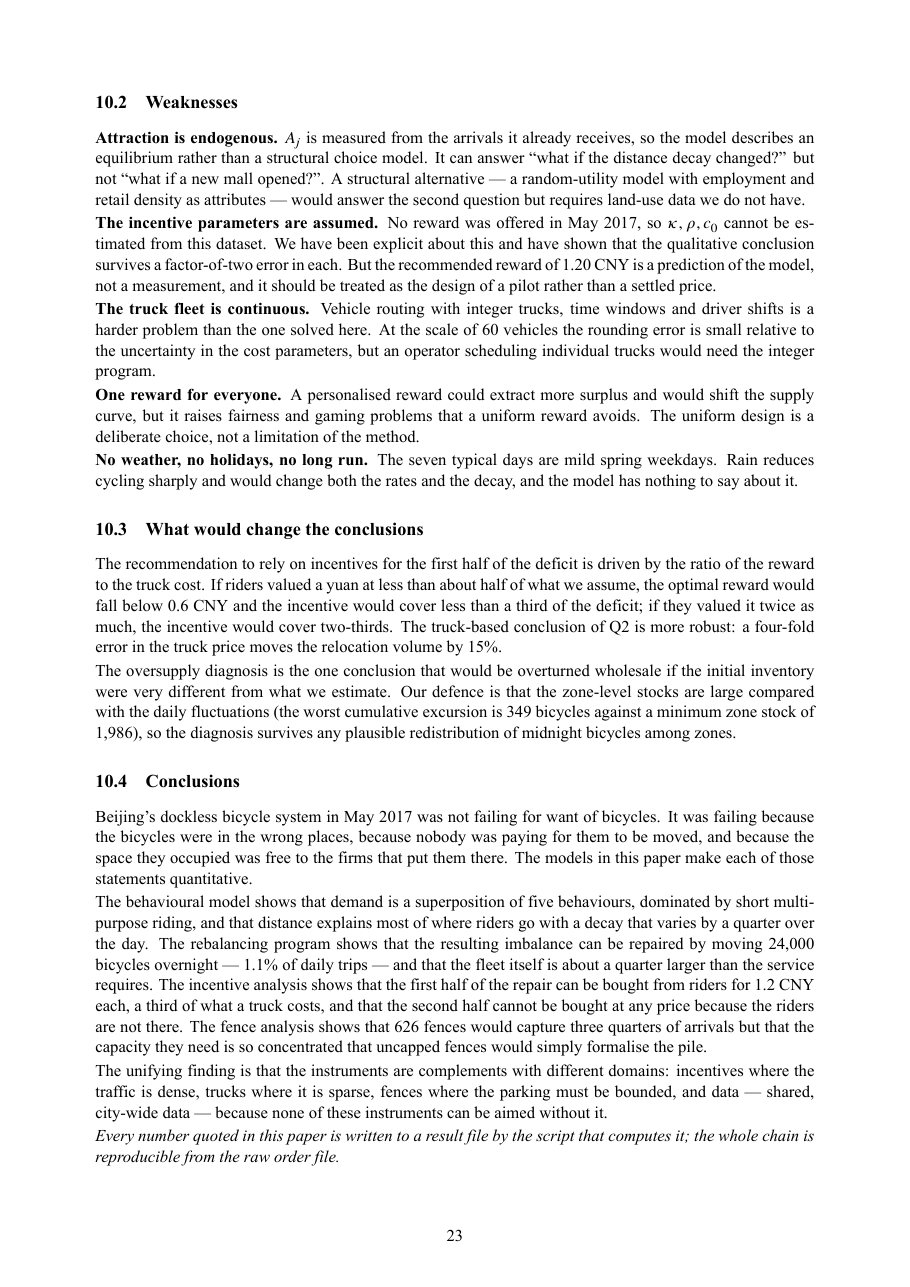 10.2 Weaknesses
Attraction is endogenous. Aj is measured from the arrivals it already receives, so the model describes an
equilibrium rather than a structural choice model. It can answer “what if the distance decay changed?” but
not “what if a new mall opened?”. A structural alternative — a random-utility model with employment and
retail density as attributes — would answer the second question but requires land-use data we do not have.
The incentive parameters are assumed. No reward was offered in May 2017, so κ, ρ, c0 cannot be es-
timated from this dataset. We have been explicit about this and have shown that the qualitative conclusion
survives a factor-of-two error in each. But the recommended reward of 1.20 CNY is a prediction of the model,
not a measurement, and it should be treated as the design of a pilot rather than a settled price.
The truck fleet is continuous. Vehicle routing with integer trucks, time windows and driver shifts is a
harder problem than the one solved here. At the scale of 60 vehicles the rounding error is small relative to
the uncertainty in the cost parameters, but an operator scheduling individual trucks would need the integer
program.
One reward for everyone. A personalised reward could extract more surplus and would shift the supply
curve, but it raises fairness and gaming problems that a uniform reward avoids. The uniform design is a
deliberate choice, not a limitation of the method.
No weather, no holidays, no long run. The seven typical days are mild spring weekdays. Rain reduces
cycling sharply and would change both the rates and the decay, and the model has nothing to say about it.
10.3 What would change the conclusions
The recommendation to rely on incentives for the first half of the deficit is driven by the ratio of the reward
to the truck cost. If riders valued a yuan at less than about half of what we assume, the optimal reward would
fall below 0.6 CNY and the incentive would cover less than a third of the deficit; if they valued it twice as
much, the incentive would cover two-thirds. The truck-based conclusion of Q2 is more robust: a four-fold
error in the truck price moves the relocation volume by 15%.
The oversupply diagnosis is the one conclusion that would be overturned wholesale if the initial inventory
were very different from what we estimate. Our defence is that the zone-level stocks are large compared
with the daily fluctuations (the worst cumulative excursion is 349 bicycles against a minimum zone stock of
1,986), so the diagnosis survives any plausible redistribution of midnight bicycles among zones.
10.4 Conclusions
Beijing’s dockless bicycle system in May 2017 was not failing for want of bicycles. It was failing because
the bicycles were in the wrong places, because nobody was paying for them to be moved, and because the
space they occupied was free to the firms that put them there. The models in this paper make each of those
statements quantitative.
The behavioural model shows that demand is a superposition of five behaviours, dominated by short multi-
purpose riding, and that distance explains most of where riders go with a decay that varies by a quarter over
the day. The rebalancing program shows that the resulting imbalance can be repaired by moving 24,000
bicycles overnight — 1.1% of daily trips — and that the fleet itself is about a quarter larger than the service
requires. The incentive analysis shows that the first half of the repair can be bought from riders for 1.2 CNY
each, a third of what a truck costs, and that the second half cannot be bought at any price because the riders
are not there. The fence analysis shows that 626 fences would capture three quarters of arrivals but that the
capacity they need is so concentrated that uncapped fences would simply formalise the pile.
The unifying finding is that the instruments are complements with different domains: incentives where the
traffic is dense, trucks where it is sparse, fences where the parking must be bounded, and data — shared,
city-wide data — because none of these instruments can be aimed without it.
Every number quoted in this paper is written to a result file by the script that computes it; the whole chain is
reproducible from the raw order file.
23